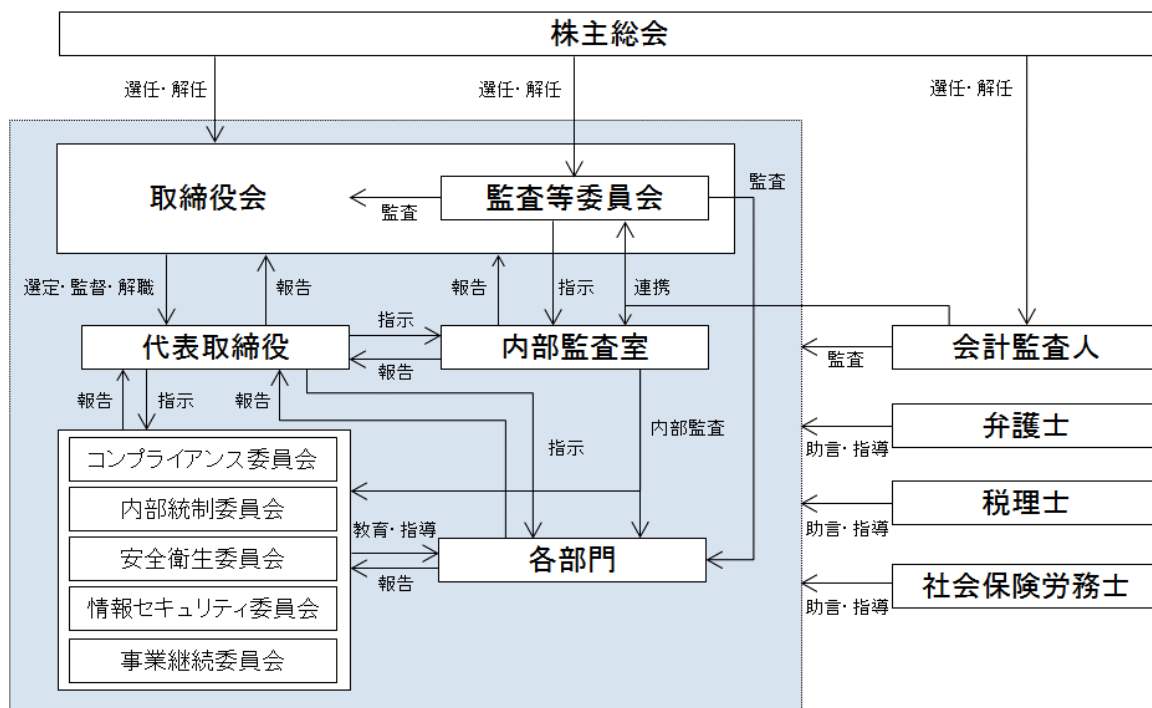 株主総会
選任・解任
選任・解任
選任・解任
取締役会
監査等委員会
監査
監査
選定・監督・解職
報告
報告
指示
連携
代表取締役
指示
報告
内部監査室
会計監査人
監査
報告
指示
報告
指示
内部監査
弁護士
助言・指導
コンプライアンス委員会
内部統制委員会
税理士
助言・指導
教育・指導
報告
各部門
安全衛生委員会
社会保険労務士
助言・指導
情報セキュリティ委員会
事業継続委員会